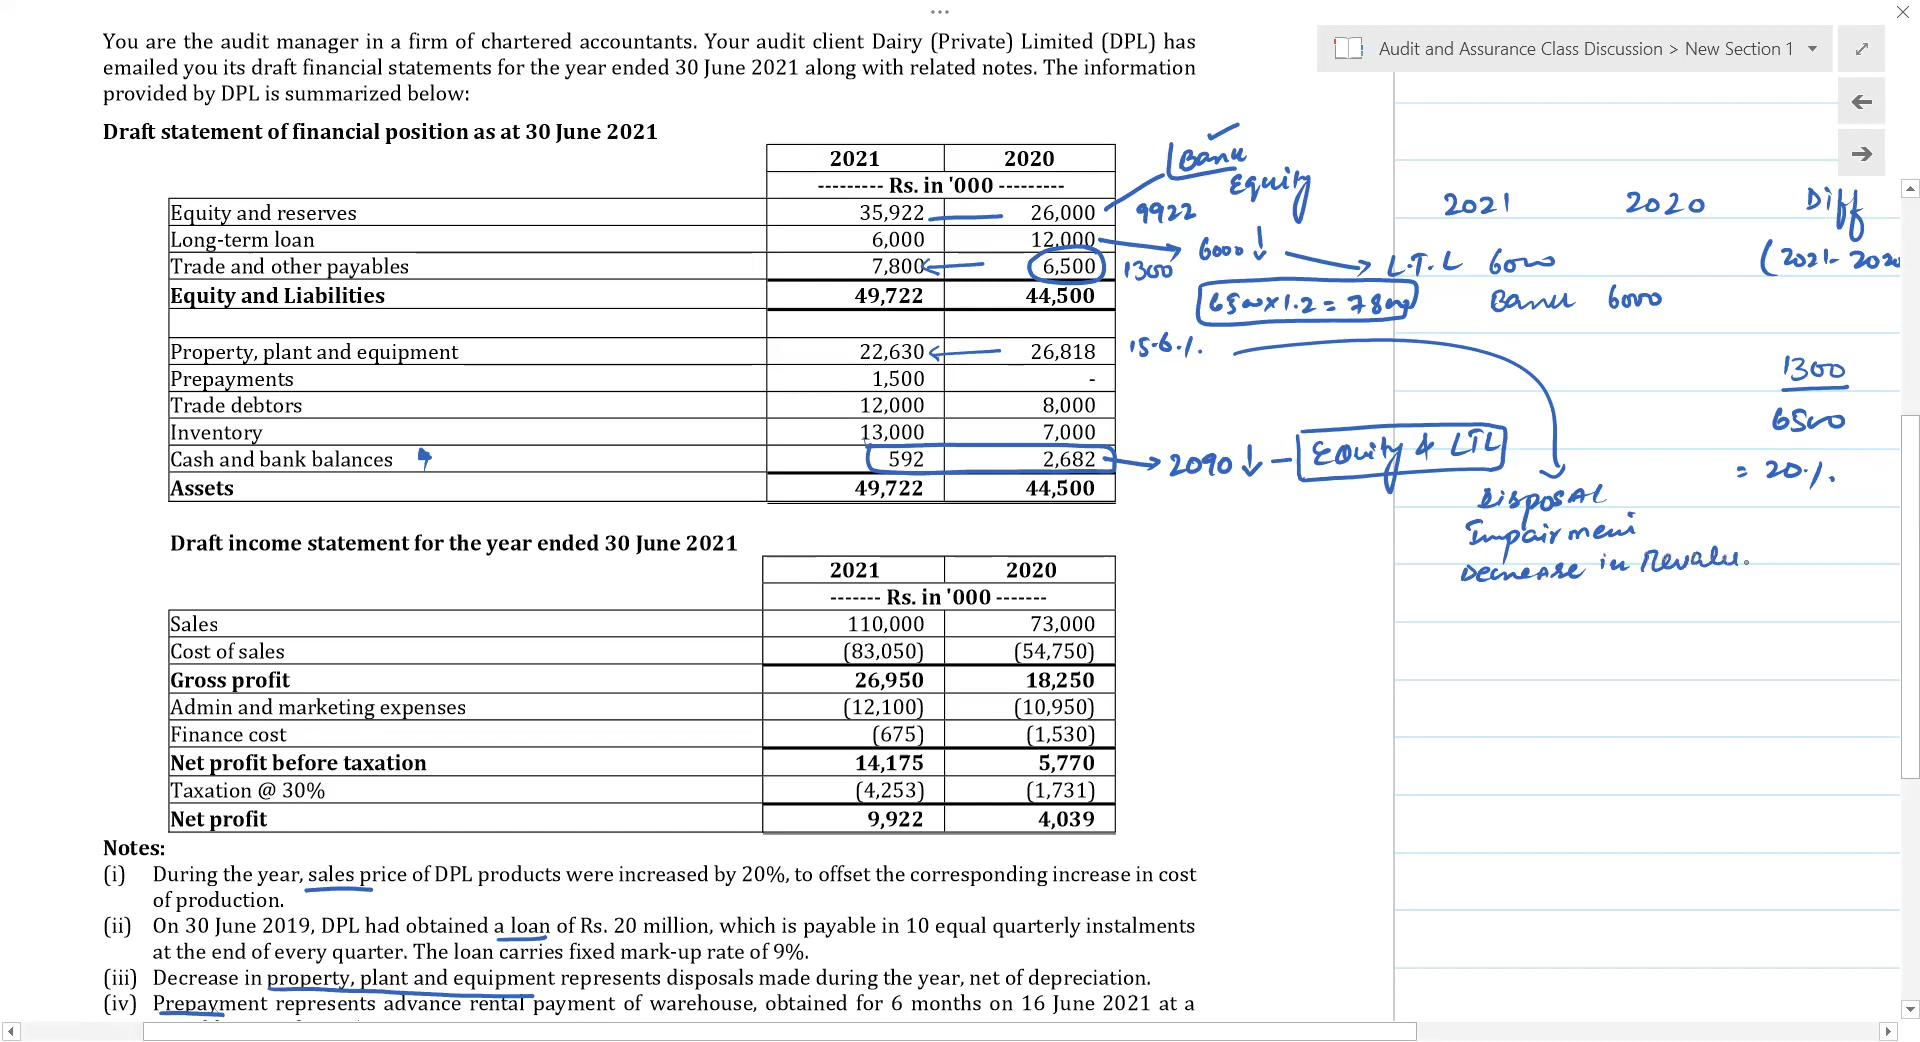 ...
You are the audit manager in a firm of chartered accountants. Your audit client Dairy (Private) Limited (DPL) has
emailed you its draft financial statements for the year ended 30 June 2021 along with related notes. The information
provided by DPL is summarized below:
Audit and Assurance Class Discussion > New Section 1
Draft statement of financial position as at 30 June 2021
2021 2020
--------- Rs. in '000 ---------
Equity and reserves 35,922 26,000
Long-term loan 6,000 12,000
Trade and other payables 7,800 6,500
Equity and Liabilities 49,722 44,500
Property, plant and equipment 22,630 26,818
Prepayments 1,500 -
Trade debtors 12,000 8,000
Inventory 13,000 7,000
Cash and bank balances 592 2,682
Assets 49,722 44,500
Bank
Equity
9922
6000 ↓
1300
6500 x 1.2 = 7800
15.6%
2090 ↓ - Equity & LTL
2021 2020 Diff
(2021- 2020
L.T.L 6000
Bank 6000
1300
6500
= 20%.
Disposal
Impairment
Decrease in Revalu.
Draft income statement for the year ended 30 June 2021
2021 2020
------- Rs. in '000 -------
Sales 110,000 73,000
Cost of sales (83,050) (54,750)
Gross profit 26,950 18,250
Admin and marketing expenses (12,100) (10,950)
Finance cost (675) (1,530)
Net profit before taxation 14,175 5,770
Taxation @ 30% (4,253) (1,731)
Net profit 9,922 4,039
Notes:
(i) During the year, sales price of DPL products were increased by 20%, to offset the corresponding increase in cost
of production.
(ii) On 30 June 2019, DPL had obtained a loan of Rs. 20 million, which is payable in 10 equal quarterly instalments
at the end of every quarter. The loan carries fixed mark-up rate of 9%.
(iii) Decrease in property, plant and equipment represents disposals made during the year, net of depreciation.
(iv) Prepayment represents advance rental payment of warehouse, obtained for 6 months on 16 June 2021 at a